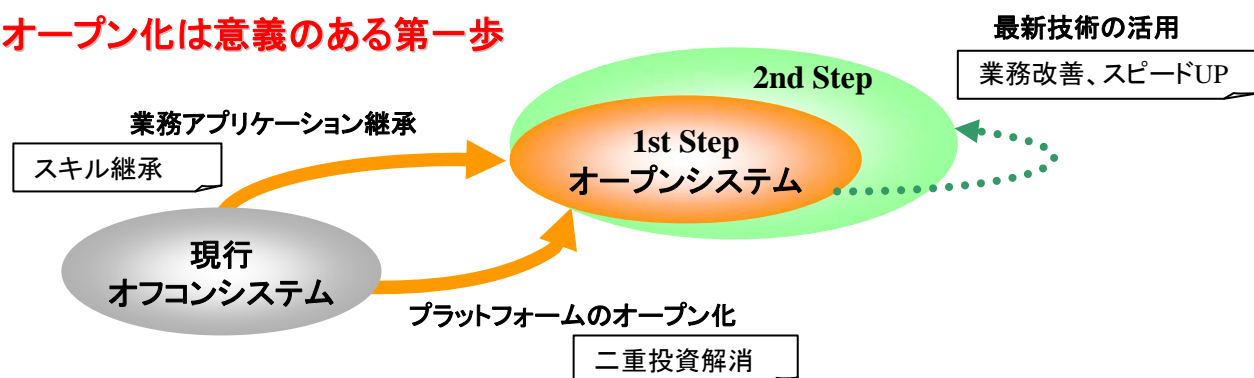 オープン化は意義のある第一歩
最新技術の活用
業務改善、スピードUP
2nd Step
業務アプリケーション継承
スキル継承
1st Step
オープンシステム
現行
オフコンシステム
プラットフォームのオープン化
二重投資解消